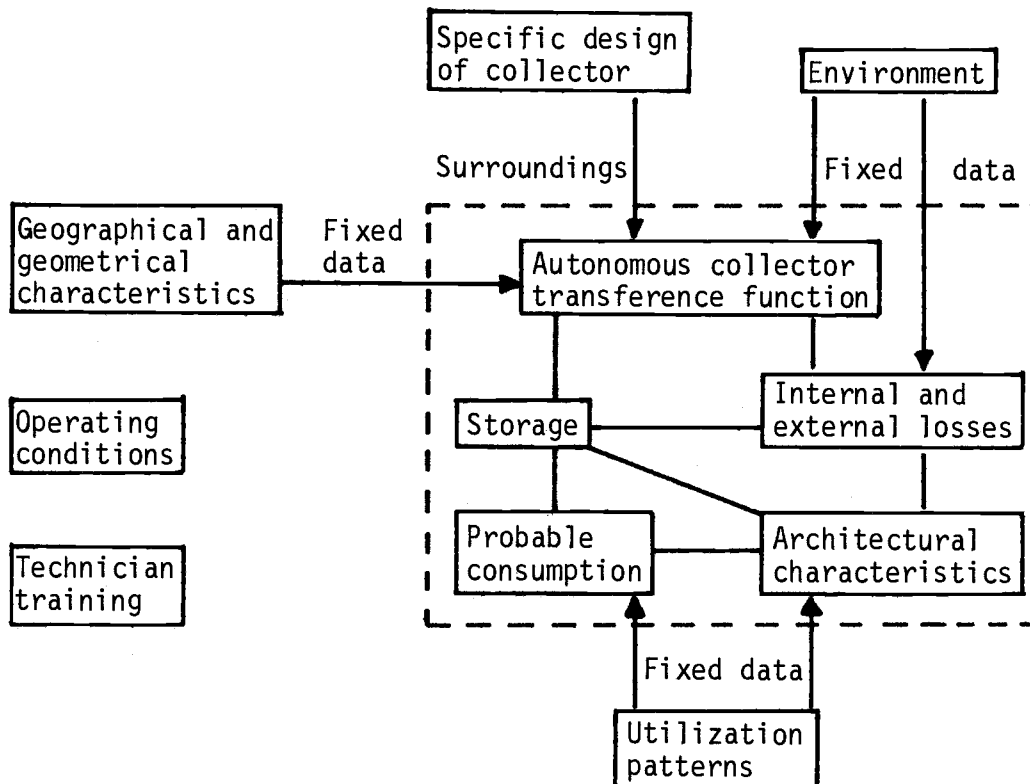 Specific design
of collector
Environment
Surroundings
Fixed data
Geographical and
geometrical
characteristics
Fixed
data
Autonomous collector
transference function
Operating
conditions
Storage
Internal and
external losses
Technician
training
Probable
consumption
Architectural
characteristics
Fixed data
Utilization
patterns